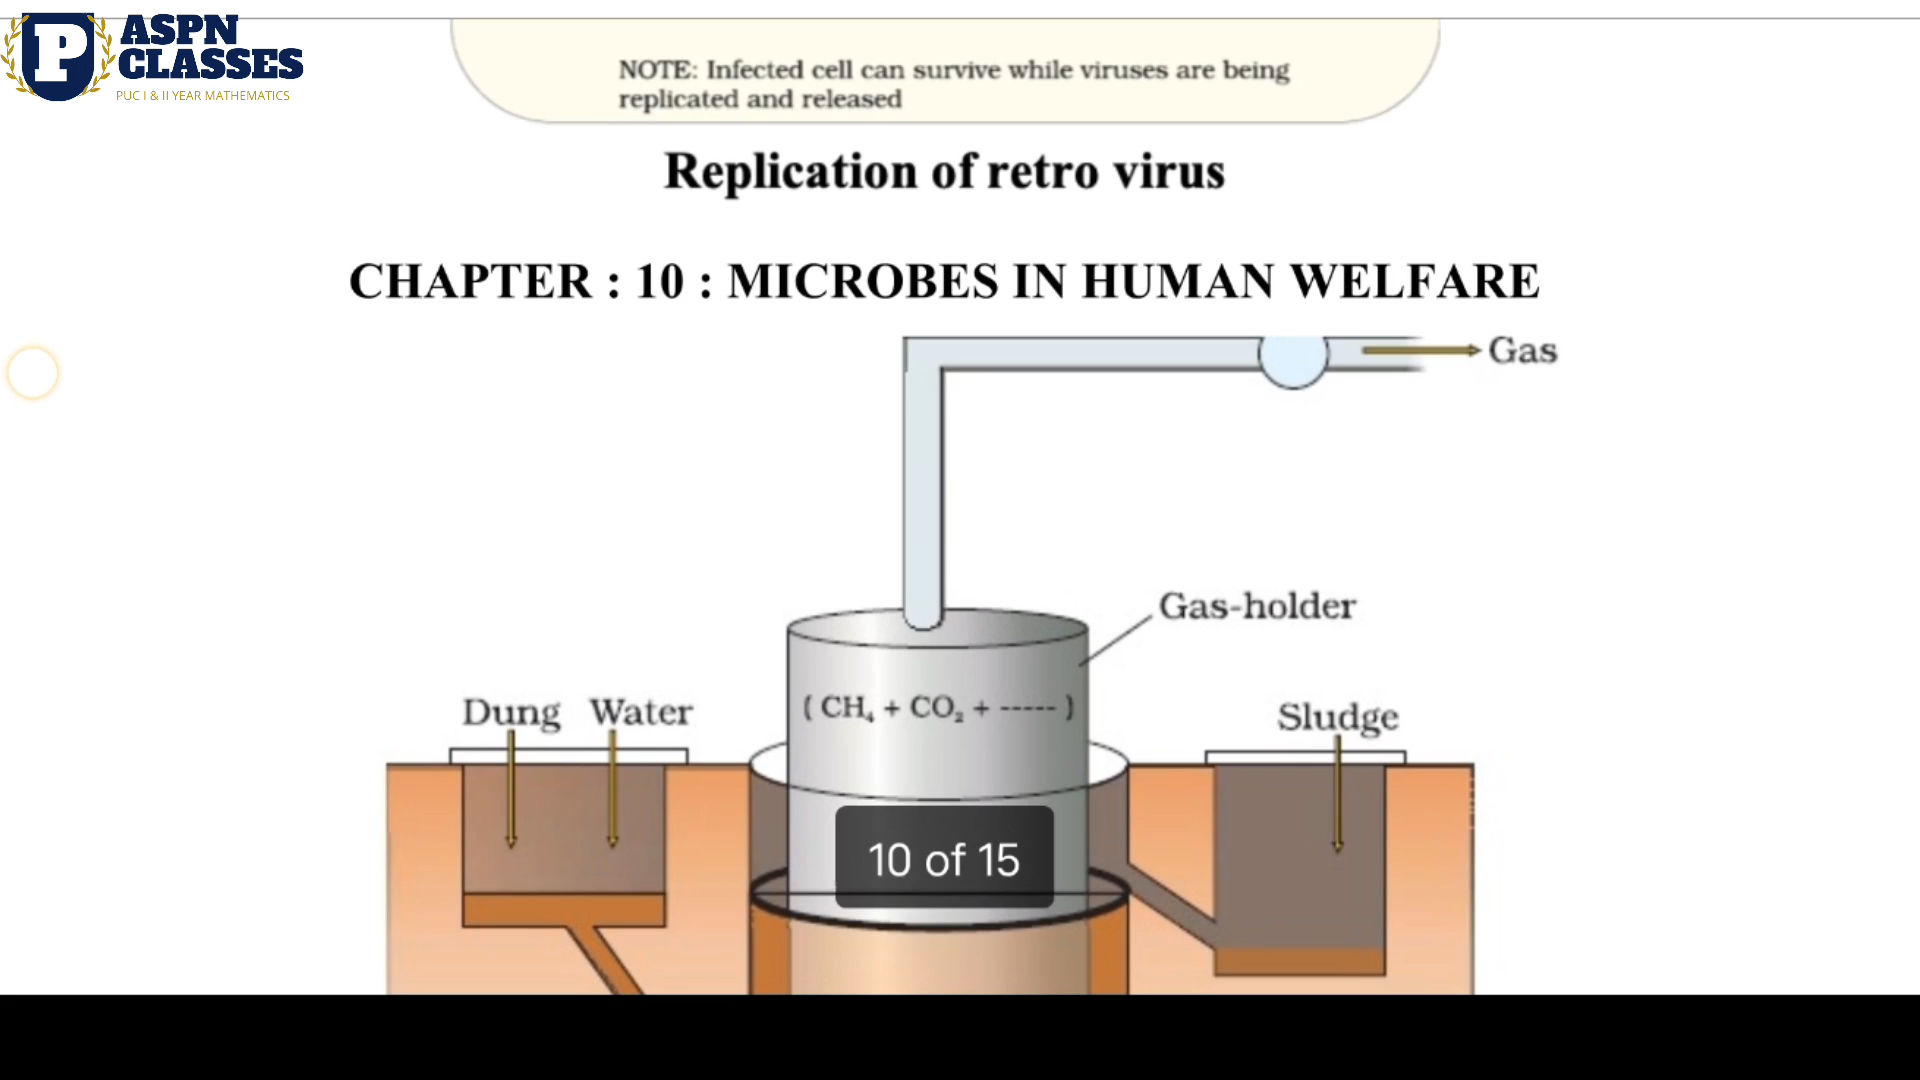 P
ASPN
CLASSES
PUC I & II YEAR MATHEMATICS
NOTE: Infected cell can survive while viruses are being
replicated and released
Replication of retro virus
CHAPTER : 10 : MICROBES IN HUMAN WELFARE
Gas
Gas-holder
( CH₄ + CO₂ + ----- )
Dung Water
Sludge
10 of 15